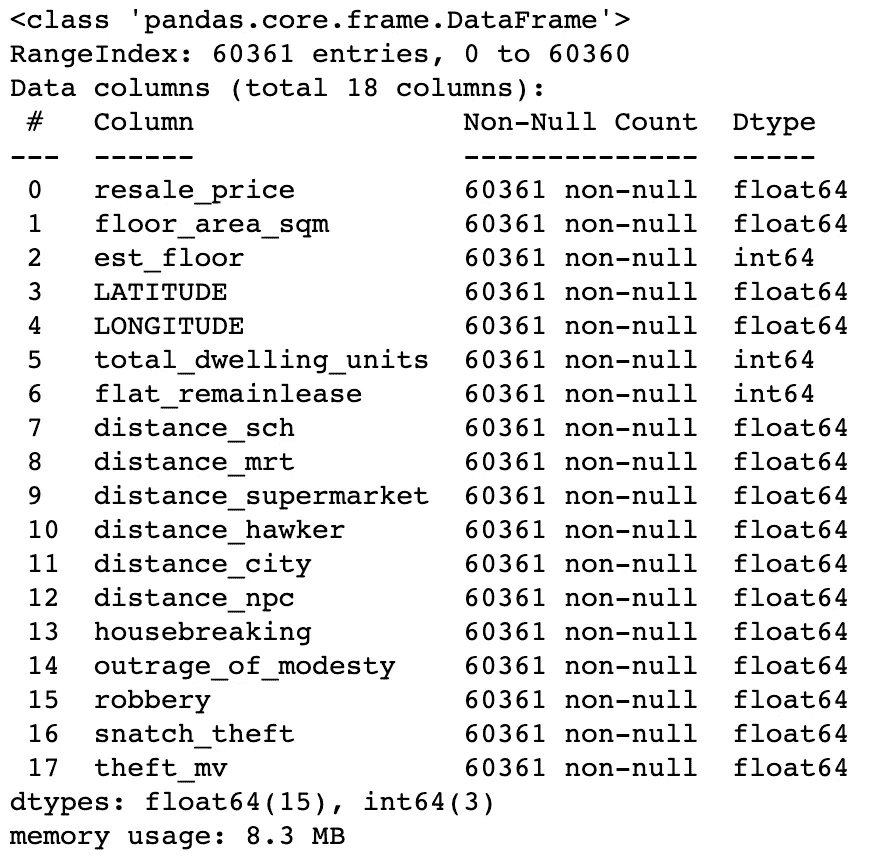 <class 'pandas.core.frame.DataFrame'>
RangeIndex: 60361 entries, 0 to 60360
Data columns (total 18 columns):
 #   Column                Non-Null Count  Dtype
---  ------                --------------  -----
 0   resale_price          60361 non-null  float64
 1   floor_area_sqm        60361 non-null  float64
 2   est_floor             60361 non-null  int64
 3   LATITUDE              60361 non-null  float64
 4   LONGITUDE             60361 non-null  float64
 5   total_dwelling_units  60361 non-null  int64
 6   flat_remainlease      60361 non-null  int64
 7   distance_sch          60361 non-null  float64
 8   distance_mrt          60361 non-null  float64
 9   distance_supermarket  60361 non-null  float64
 10  distance_hawker       60361 non-null  float64
 11  distance_city         60361 non-null  float64
 12  distance_npc          60361 non-null  float64
 13  housebreaking         60361 non-null  float64
 14  outrage_of_modesty    60361 non-null  float64
 15  robbery               60361 non-null  float64
 16  snatch_theft          60361 non-null  float64
 17  theft_mv              60361 non-null  float64
dtypes: float64(15), int64(3)
memory usage: 8.3 MB